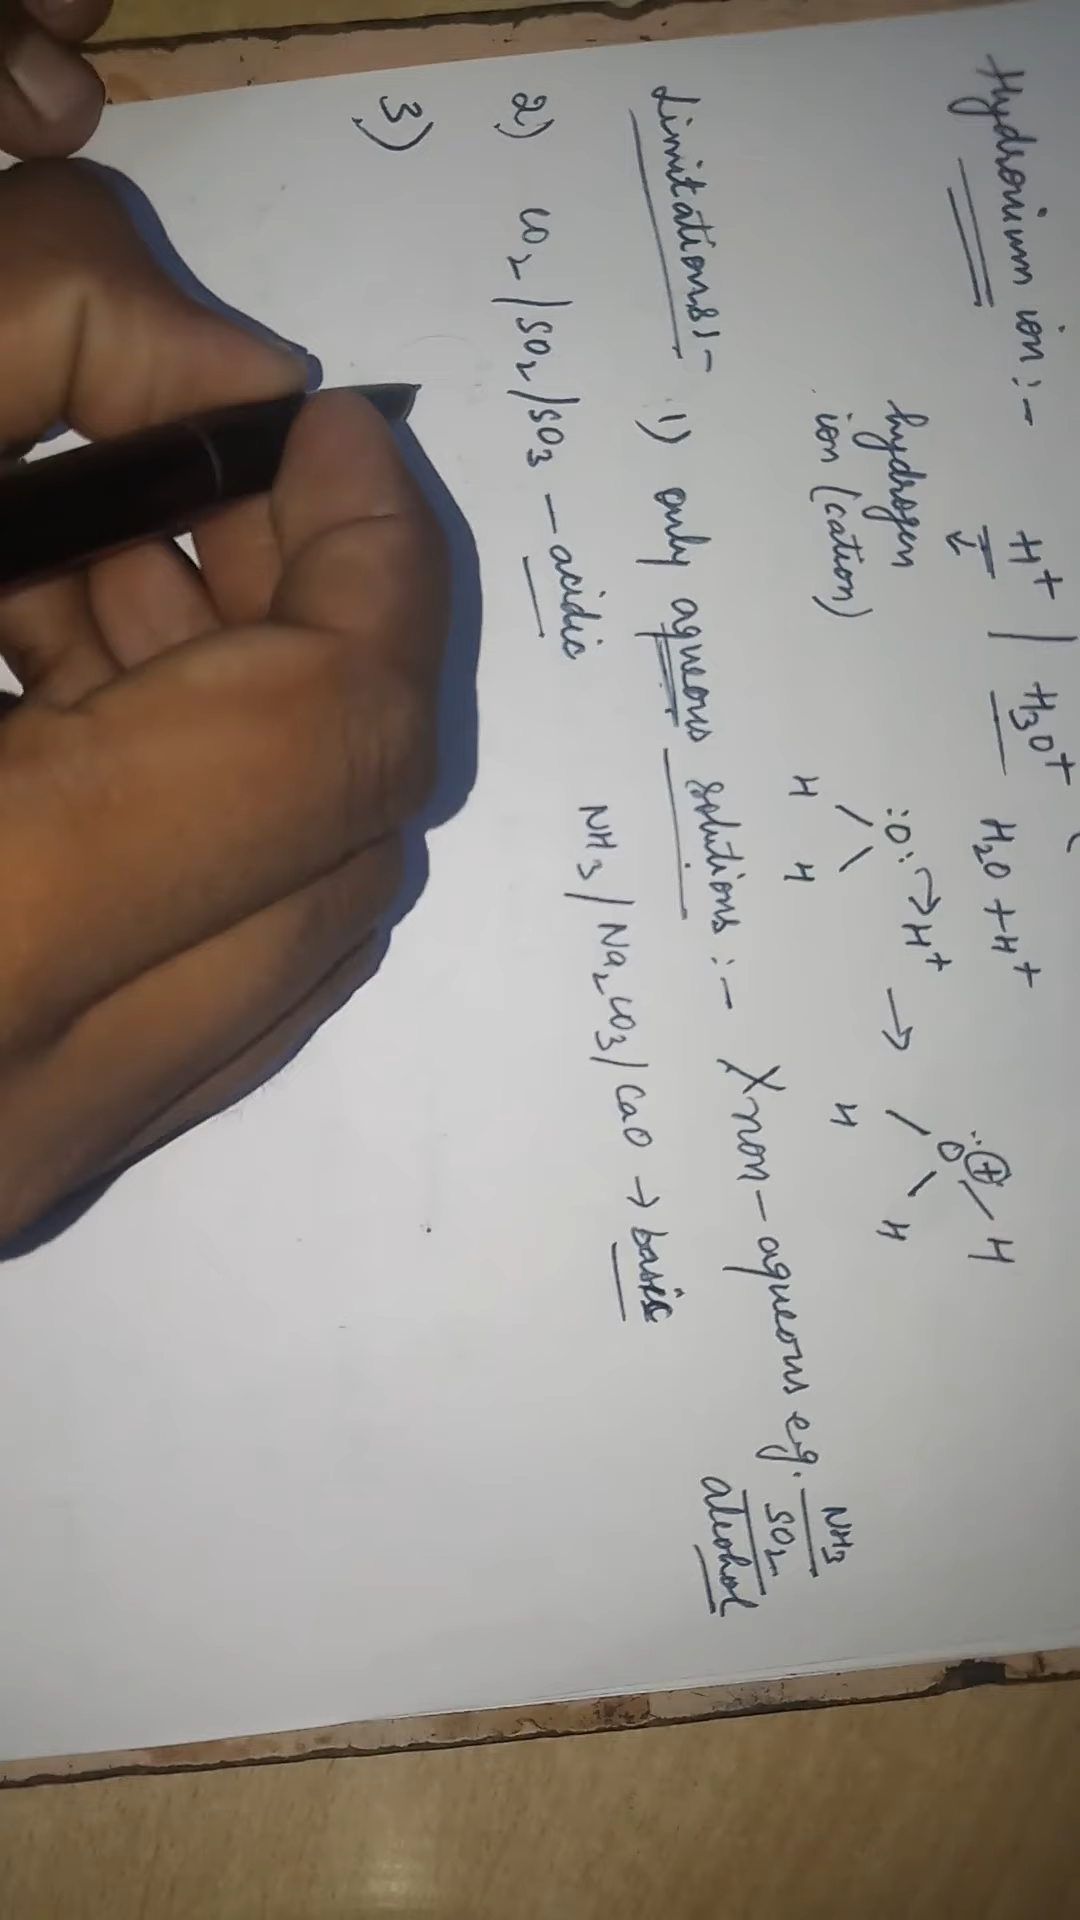 Hydronium ion :- H+ / H3O+ H2O + H+
hydrogen
ion (cation)
:O: → H+ → O + H
H H H H
Limitations:- 1) only aqueous solutions :- X non-aqueous eg. NH3
SO2
alcohol
2) CO2/SO2/SO3 - acidic NH3/Na2CO3/CaO → basic
3)